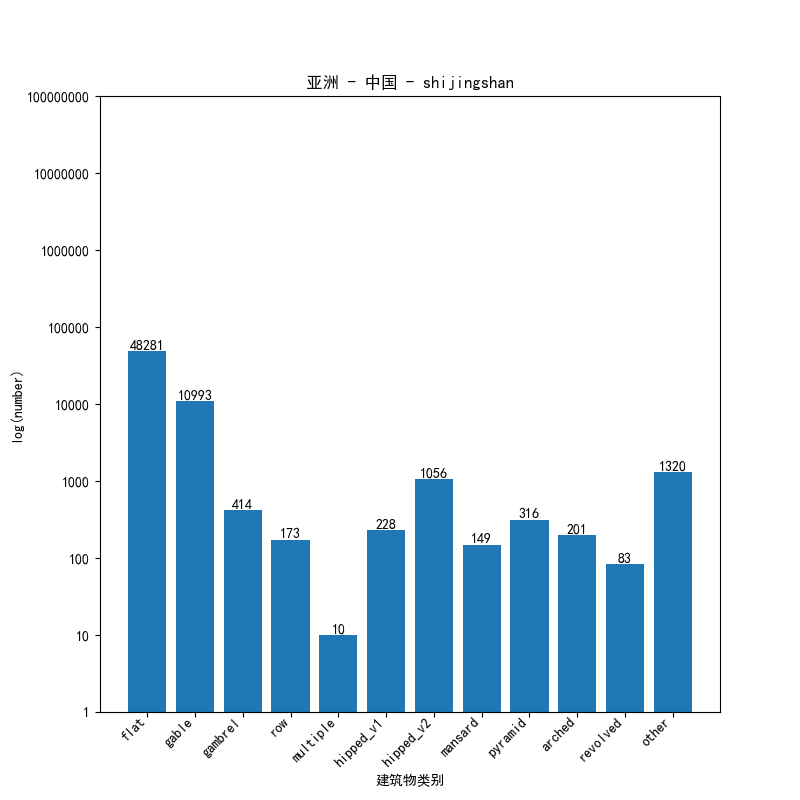 亚洲 - 中国 - shijingshan
100000000
10000000
1000000
100000
10000
1000
100
10
1
log(number)
48281
10993
414
173
10
228
1056
149
316
201
83
1320
flat
gable
gambrel
row
multiple
hipped_v1
hipped_v2
mansard
pyramid
arched
revolved
other
建筑物类别